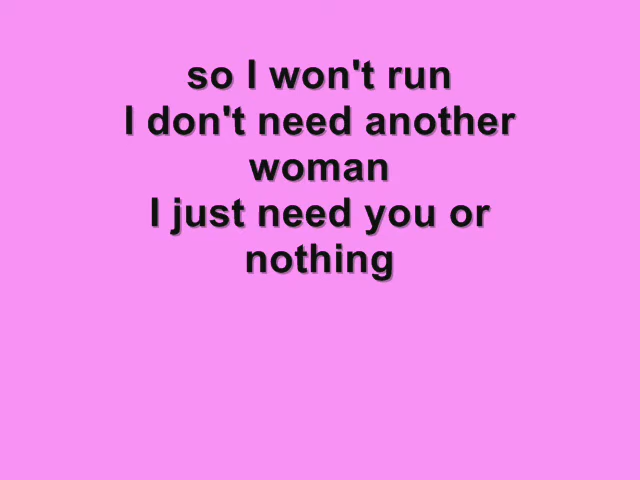 so I won't run
I don't need another
woman
I just need you or
nothing